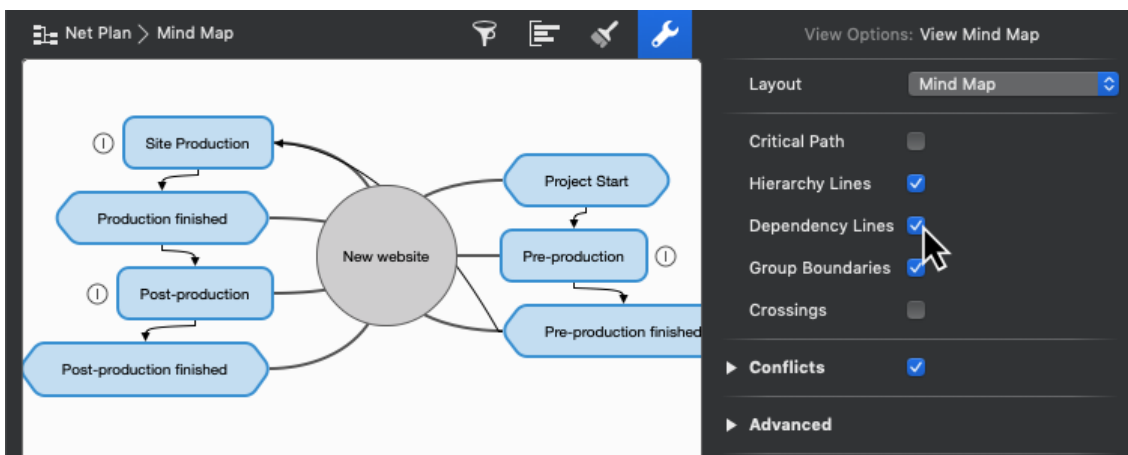 Net Plan > Mind Map
View Options: View Mind Map
Layout
Mind Map
Critical Path
Hierarchy Lines
Dependency Lines
Group Boundaries
Crossings
Conflicts
Advanced
Site Production
Production finished
Post-production
Post-production finished
New website
Project Start
Pre-production
Pre-production finished